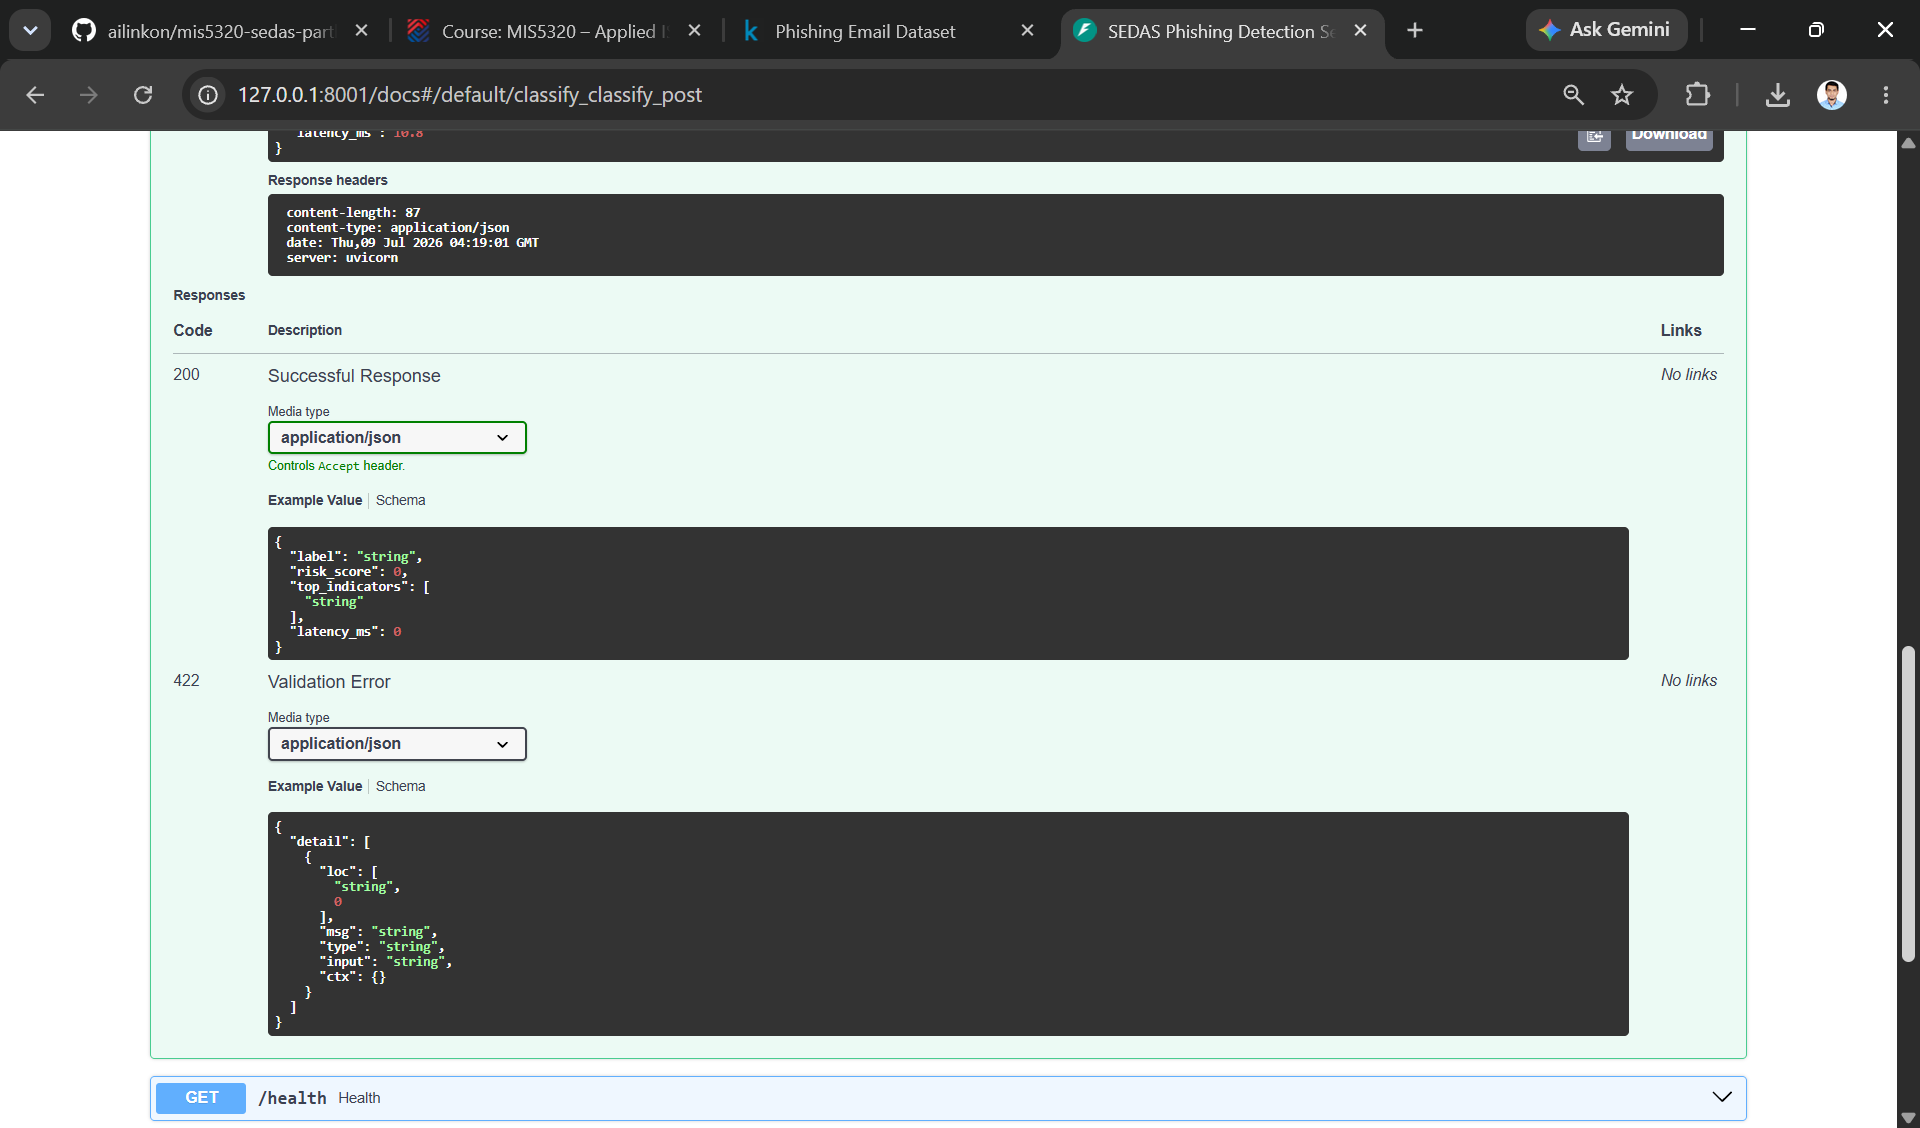 ailinkon/mis5320-sedas-part
Course: MIS5320 – Applied I
Phishing Email Dataset
SEDAS Phishing Detection Se
Ask Gemini
127.0.0.1:8001/docs#/default/classify_classify_post
"latency_ms": 10.8
}
Download
Response headers
content-length: 87
content-type: application/json
date: Thu,09 Jul 2026 04:19:01 GMT
server: uvicorn
Responses
Code Description Links
200 Successful Response No links
Media type
application/json
Controls Accept header.
Example Value Schema
{
"label": "string",
"risk_score": 0,
"top_indicators": [
"string"
],
"latency_ms": 0
}
422 Validation Error No links
Media type
application/json
Example Value Schema
{
"detail": [
{
"loc": [
"string",
0
],
"msg": "string",
"type": "string",
"input": "string",
"ctx": {}
}
]
}
GET /health Health